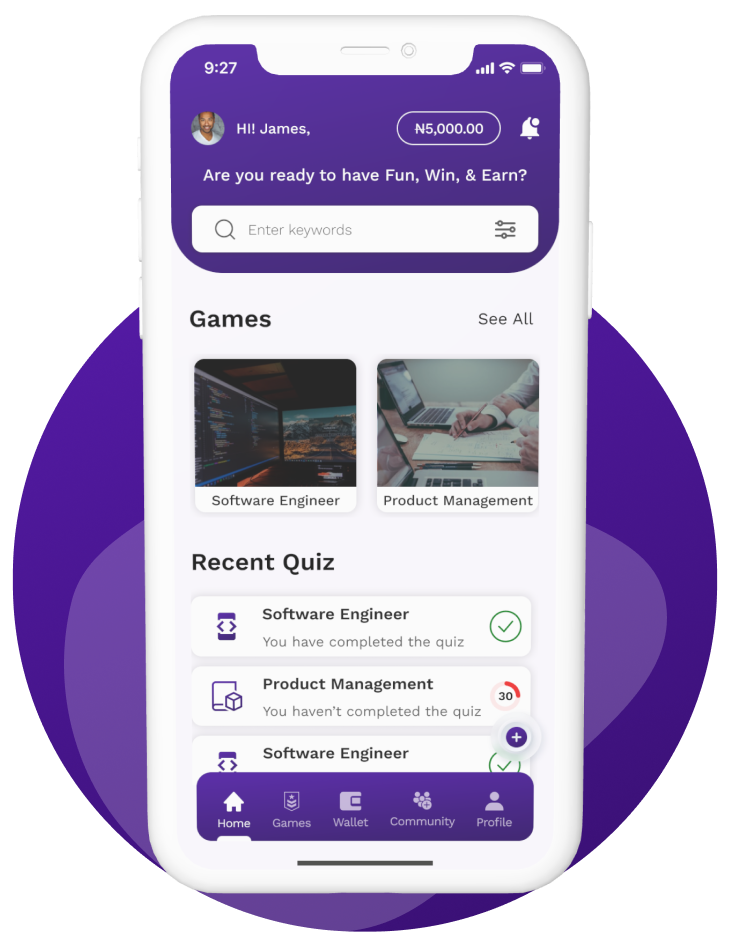 9:27
HI! James,
₦5,000.00
Are you ready to have Fun, Win, & Earn?
Enter keywords
Games
See All
Software Engineer
Product Management
Recent Quiz
Software Engineer
You have completed the quiz
Product Management
You haven’t completed the quiz
30
Software Engineer
Home
Games
Wallet
Community
Profile